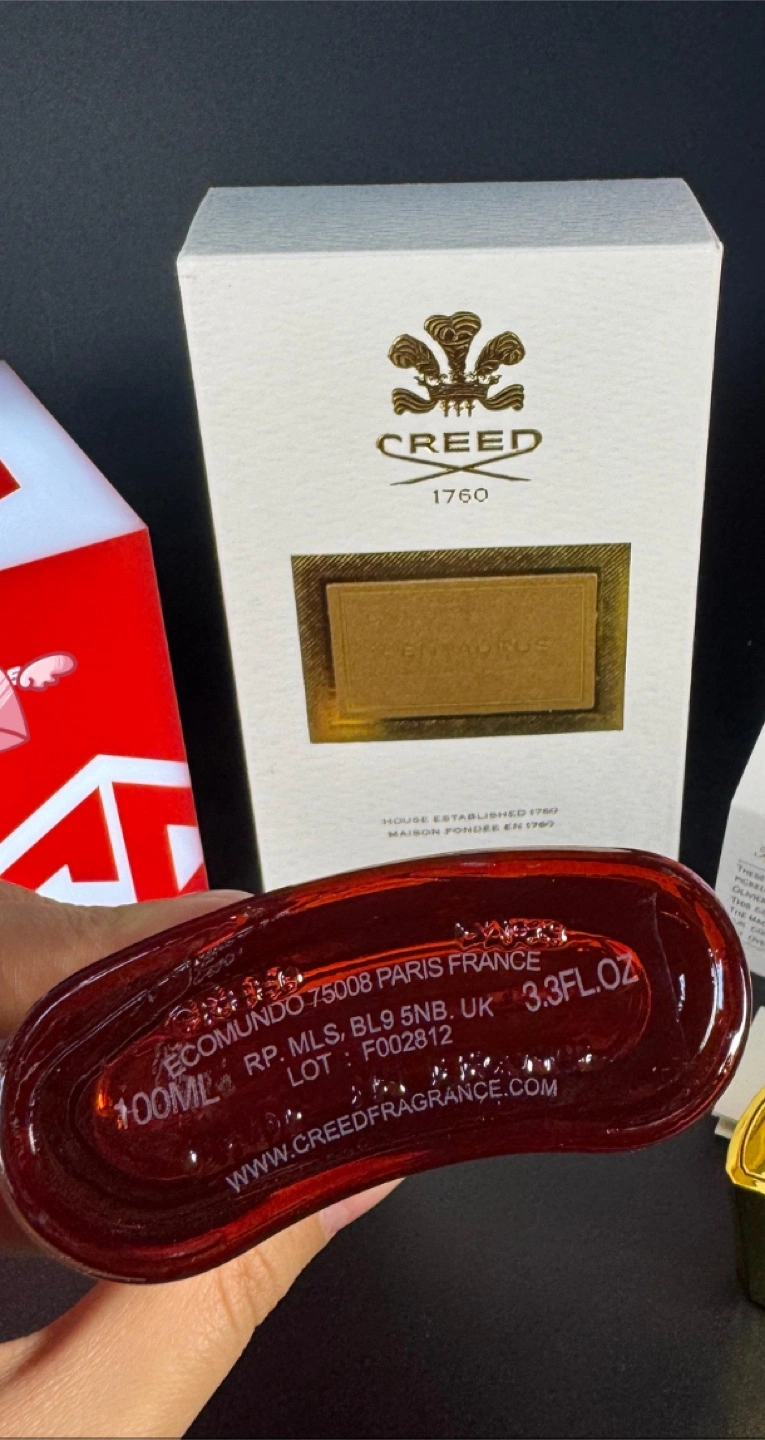 CREED
1760
HOUSE ESTABLISHED 1760
MAISON FONDÉE EN 1760
ECOMUNDO 75008 PARIS FRANCE
RP. MLS, BL9 5NB. UK
3.3FL.OZ
100ML
LOT : F002812
WWW.CREEDFRAGRANCE.COM